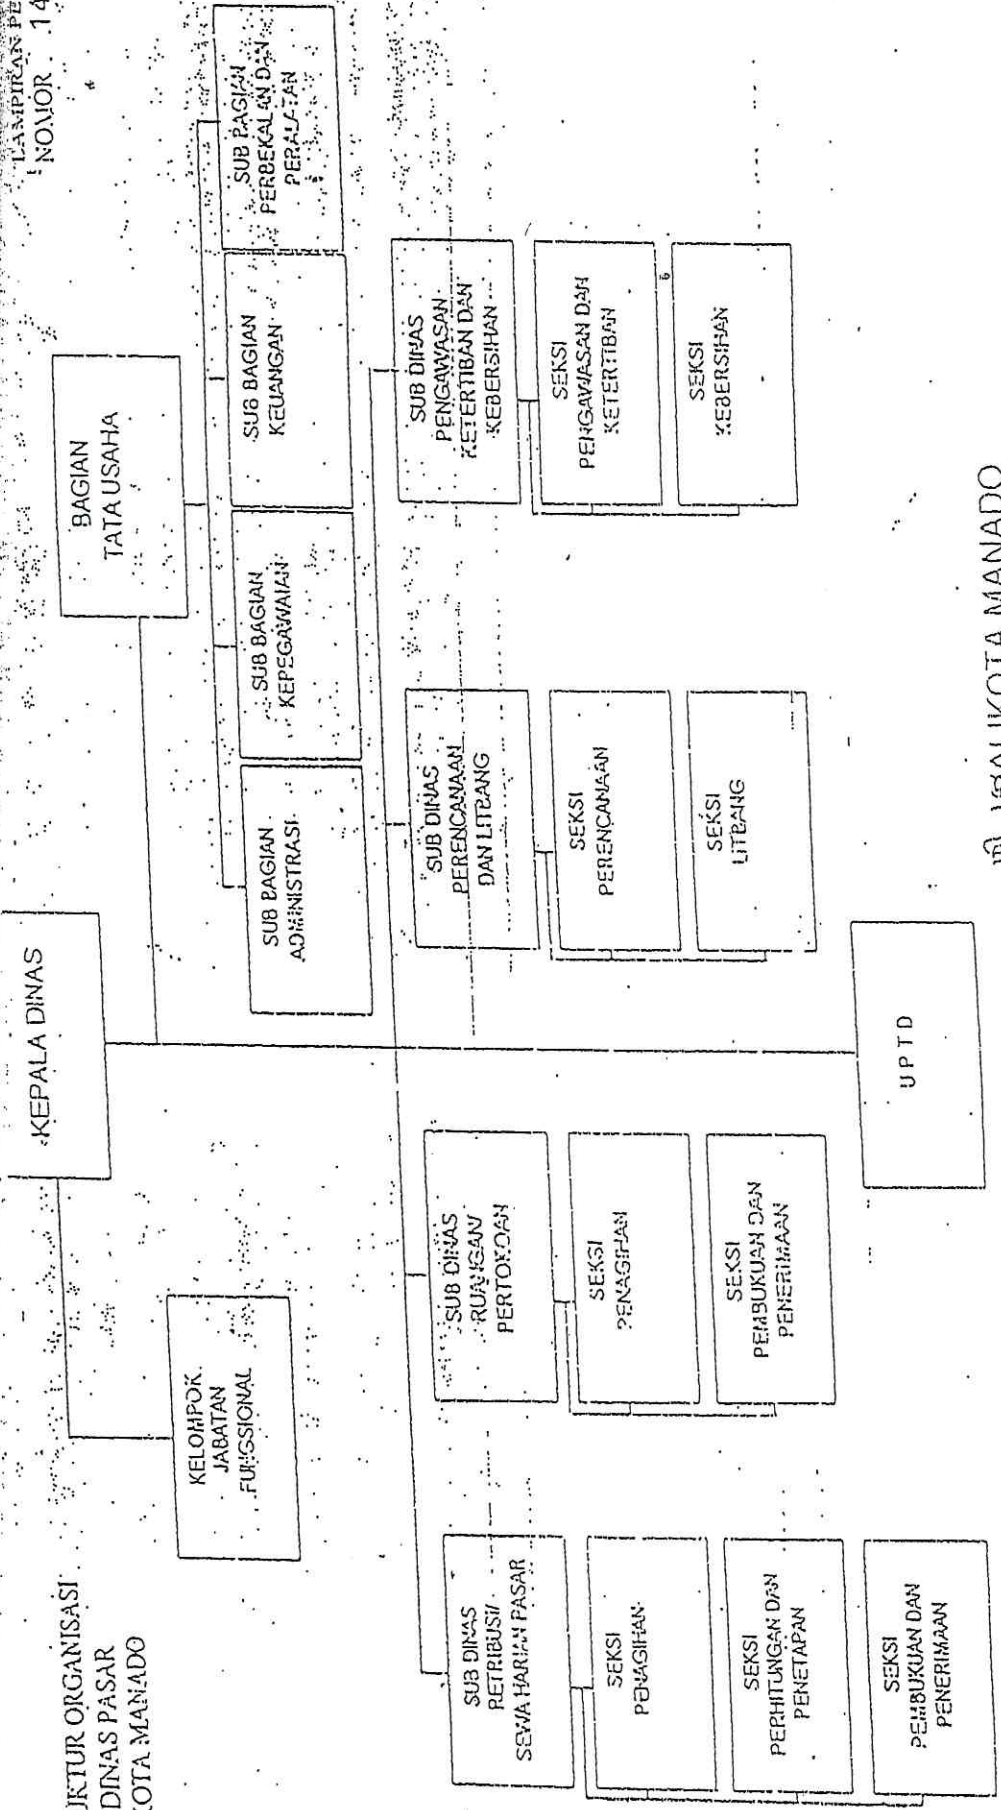 LAMPIRAN PE
NOMOR . 14
UKTUR ORGANISASI
DINAS PASAR
KOTA MANADO
KEPALA DINAS
KELOMPOK
JABATAN
FUNGSIONAL
BAGIAN
TATA USAHA
SUB BAGIAN
ADMINISTRASI
SUB BAGIAN
KEPEGAWAIAN
SUB BAGIAN
KEUANGAN
SUB BAGIAN
PERBEKALAN DAN
PERALATAN
SUB DINAS
RETRIBUSI/
SEWA HARIAN PASAR
SEKSI
PENAGIHAN
SEKSI
PERHITUNGAN DAN
PENETAPAN
SEKSI
PEMBUKUAN DAN
PENERIMAAN
SUB DINAS
RUANGAN/
PERTOKOAN
SEKSI
PENAGIHAN
SEKSI
PEMBUKUAN DAN
PENERIMAAN
SUB DINAS
PERENCANAAN
DAN LITBANG
SEKSI
PERENCANAAN
SEKSI
LITBANG
SUB DINAS
PENGAWASAN
KETERTIBAN DAN
KEBERSIHAN
SEKSI
PENGAWASAN DAN
KETERTIBAN
SEKSI
KEBERSIHAN
U P T D
WALIKOTA MANADO